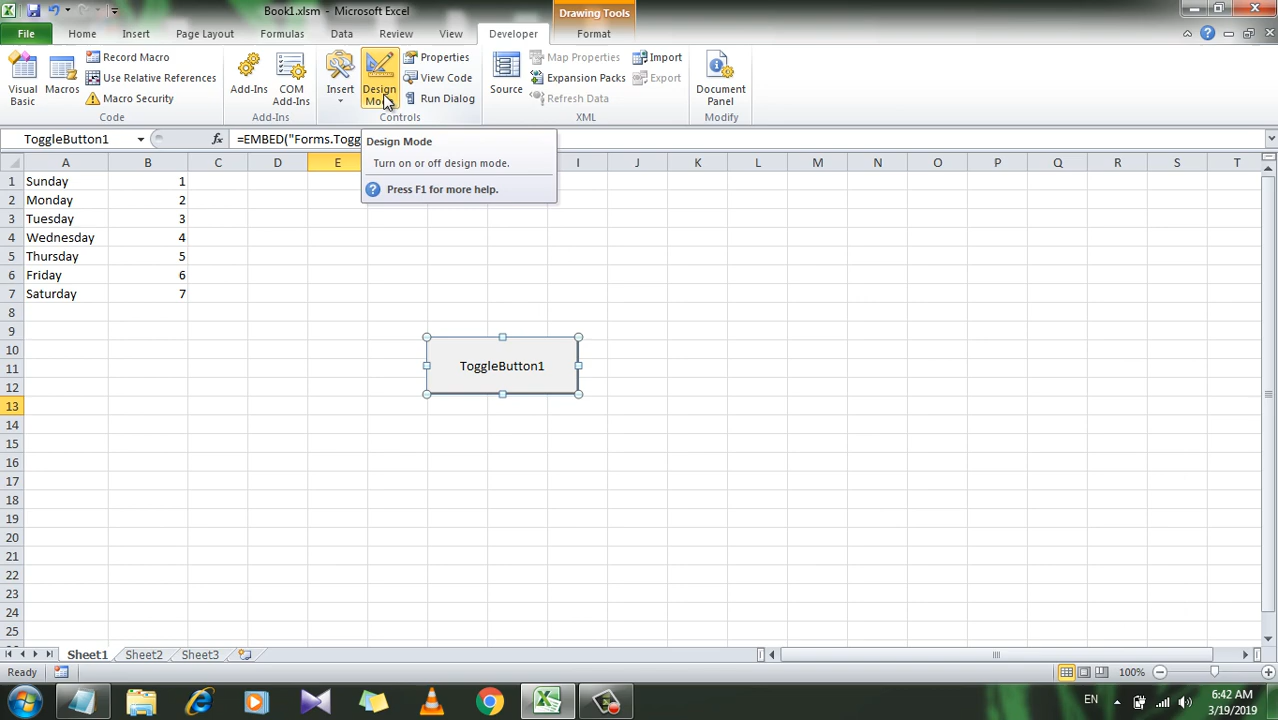 Book1.xlsm - Microsoft Excel
Drawing Tools
File Home Insert Page Layout Formulas Data Review View Developer Format
Visual Basic
Macros
Record Macro
Use Relative References
Macro Security
Code
Add-Ins
COM Add-Ins
Add-Ins
Insert
Design Mode
Properties
View Code
Run Dialog
Controls
Source
Map Properties
Expansion Packs
Refresh Data
Import
Export
XML
Document Panel
Modify
ToggleButton1 fx =EMBED("Forms.Togg
Design Mode
Turn on or off design mode.
Press F1 for more help.
A B C D E I J K L M N O P Q R S T
1 Sunday 1
2 Monday 2
3 Tuesday 3
4 Wednesday 4
5 Thursday 5
6 Friday 6
7 Saturday 7
8
9
10
11
12
13
14
15
16
17
18
19
20
21
22
23
24
25
ToggleButton1
Sheet1 Sheet2 Sheet3
Ready 100%
EN 6:42 AM
3/19/2019